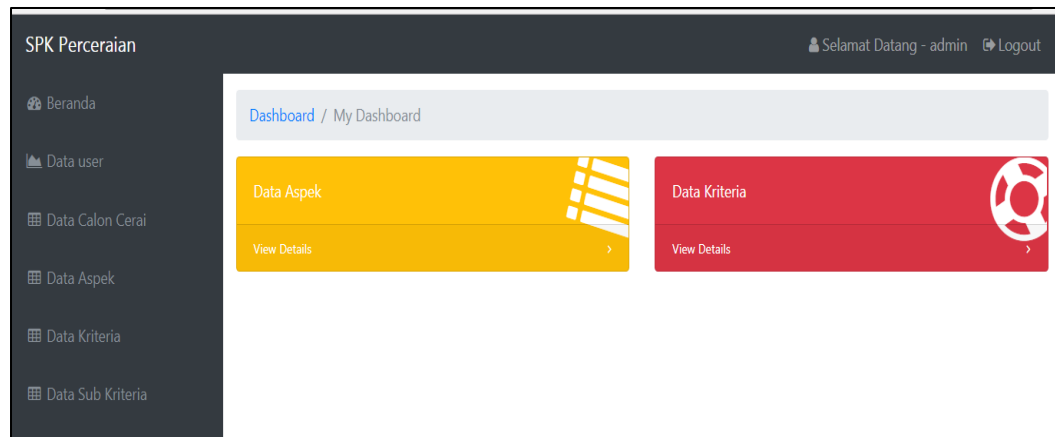 SPK Perceraian
Selamat Datang - admin Logout
Beranda
Data user
Data Calon Cerai
Data Aspek
Data Kriteria
Data Sub Kriteria
Dashboard / My Dashboard
Data Aspek
View Details
Data Kriteria
View Details